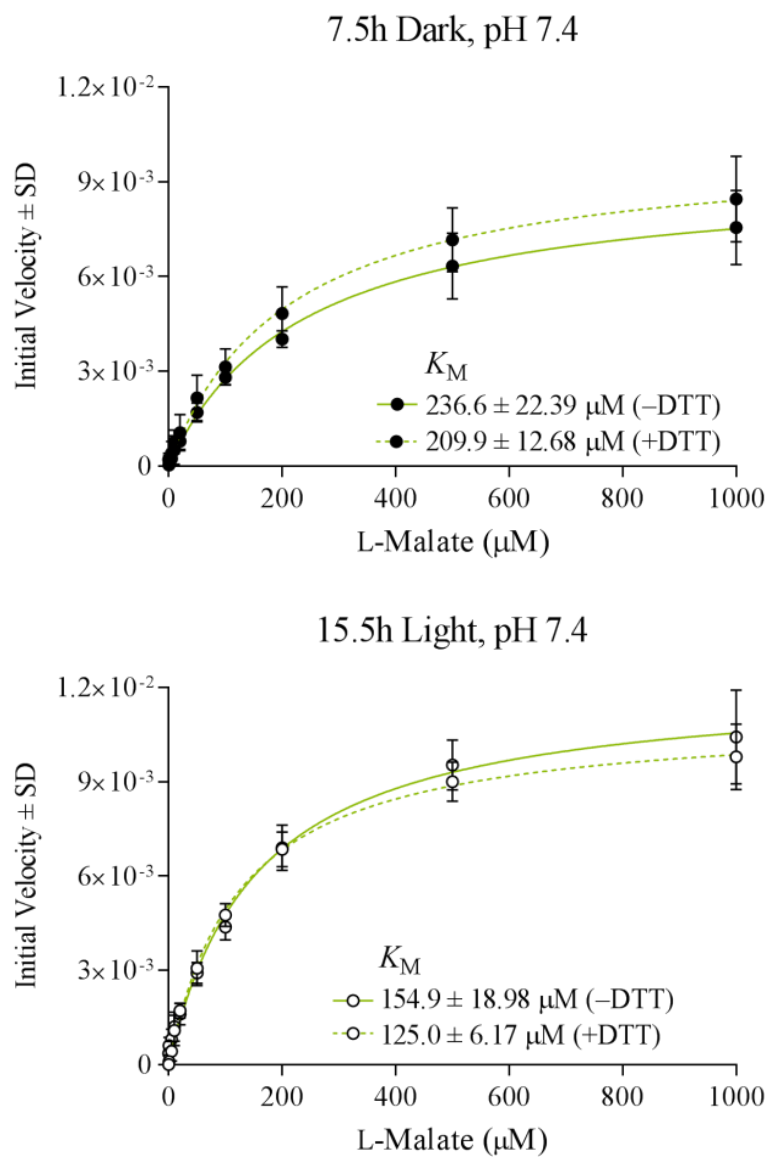 7.5h Dark, pH 7.4
1.2× 10⁻²
9× 10⁻³
6× 10⁻³
3× 10⁻³
0
Initial Velocity ± SD
K_M
236.6 ± 22.39 μM (–DTT)
209.9 ± 12.68 μM (+DTT)
0 200 400 600 800 1000
L-Malate (μM)
15.5h Light, pH 7.4
1.2× 10⁻²
9× 10⁻³
6× 10⁻³
3× 10⁻³
0
Initial Velocity ± SD
K_M
154.9 ± 18.98 μM (–DTT)
125.0 ± 6.17 μM (+DTT)
0 200 400 600 800 1000
L-Malate (μM)